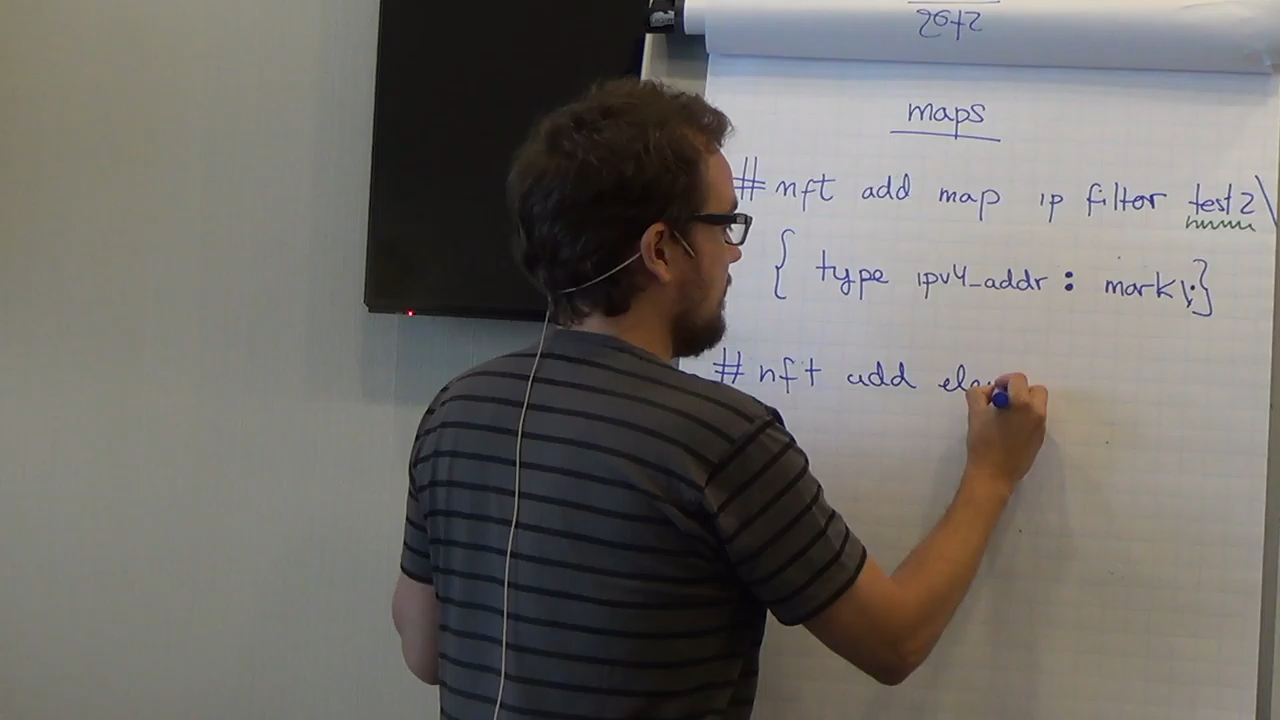 maps
# nft add map ip filter test2\
{ type ipv4_addr : mark\;}
# nft add